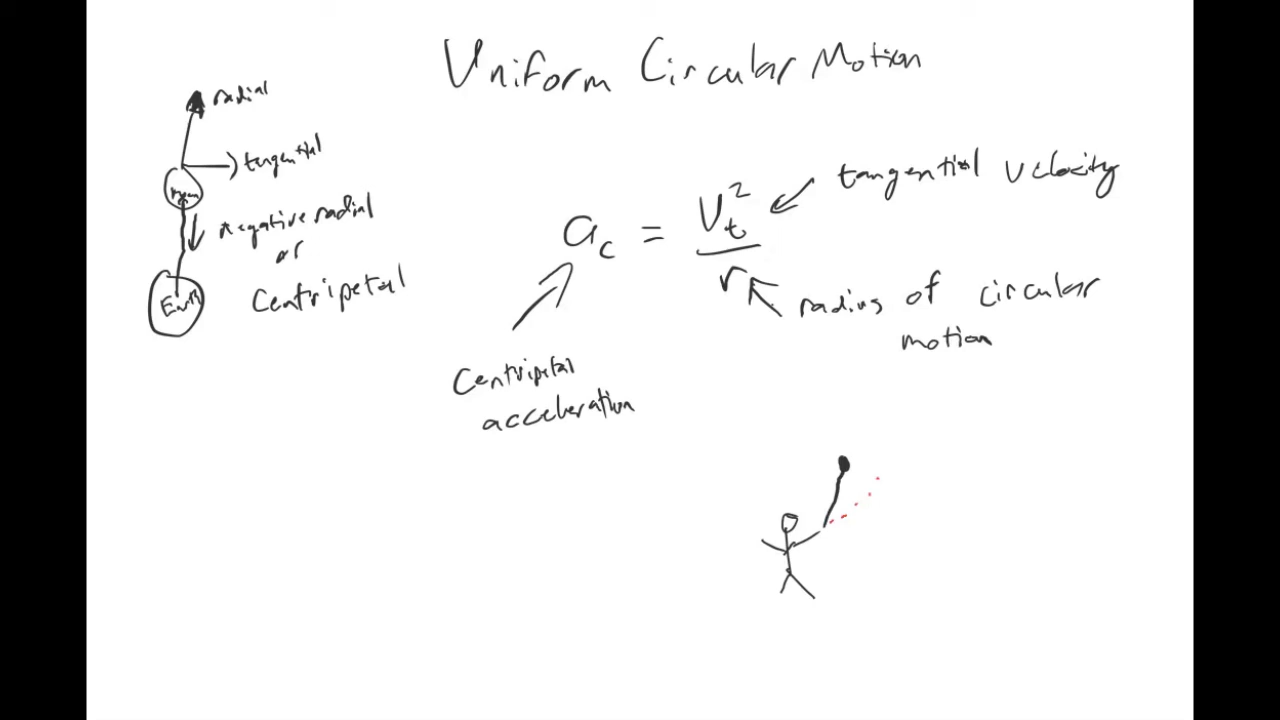 Uniform Circular Motion
radial
tangential
negative radial
or
Centripetal
Earth
a_c = V_t^2 / r
tangential velocity
radius of circular
motion
Centripetal
acceleration